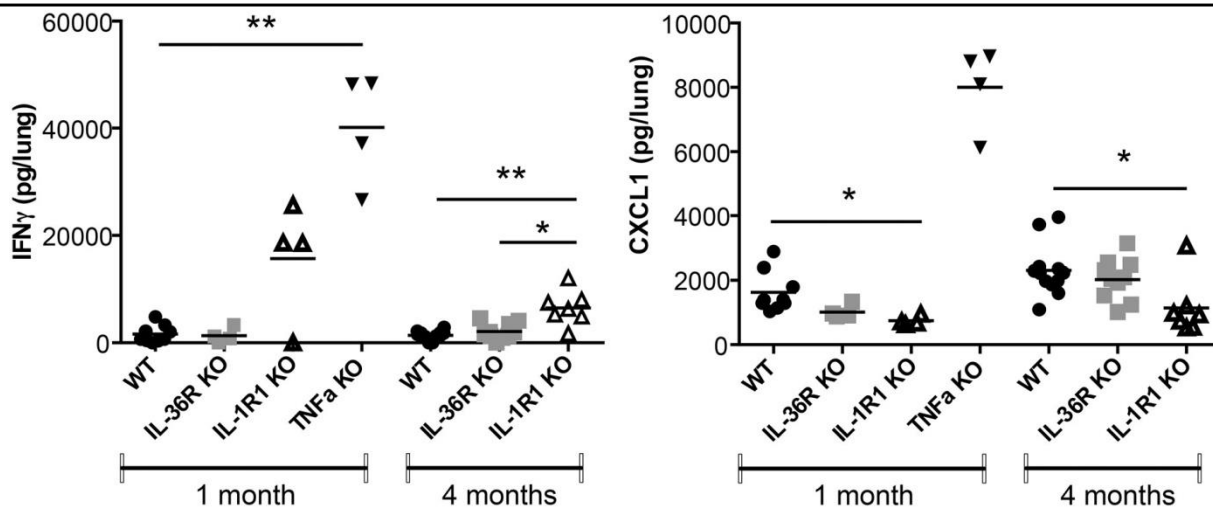 IFNγ (pg/lung)
60000
40000
20000
0
**
**
*
WT
IL-36R KO
IL-1R1 KO
TNFa KO
WT
IL-36R KO
IL-1R1 KO
1 month
4 months
CXCL1 (pg/lung)
10000
8000
6000
4000
2000
0
*
*
WT
IL-36R KO
IL-1R1 KO
TNFa KO
WT
IL-36R KO
IL-1R1 KO
1 month
4 months